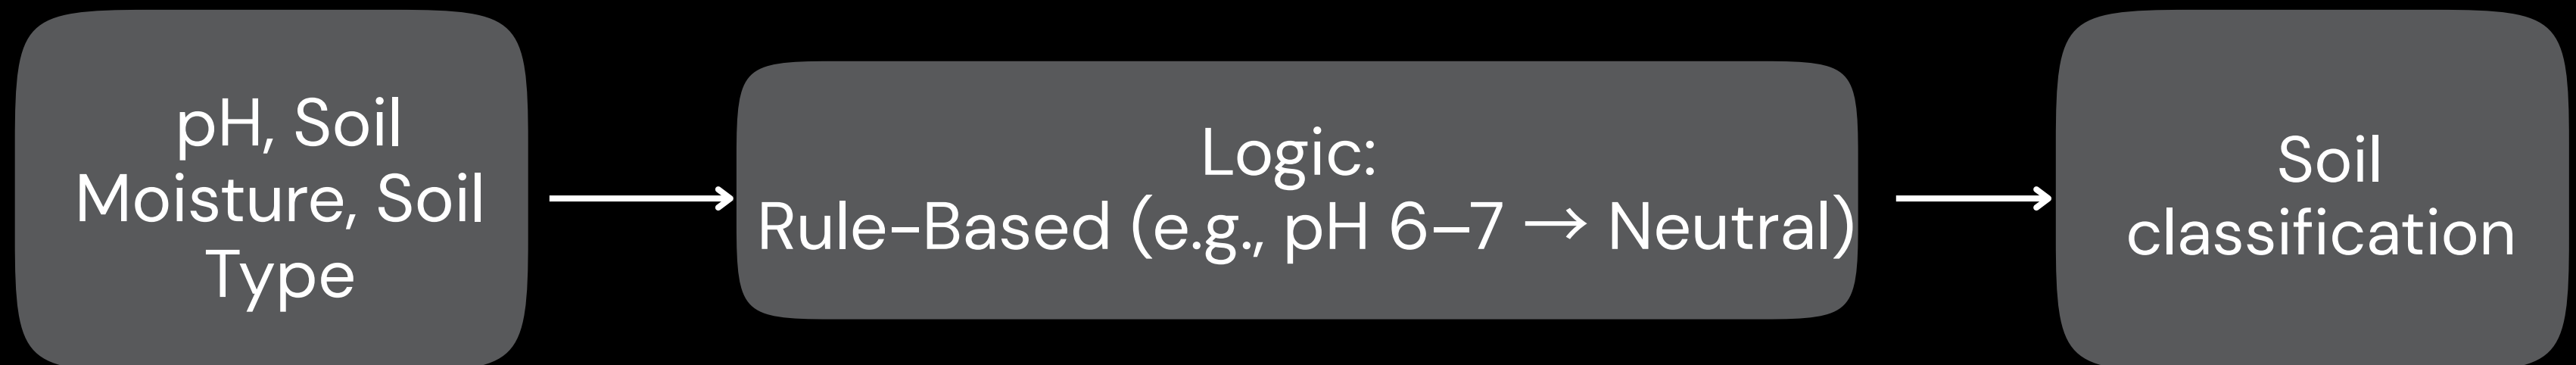 pH, Soil
Moisture, Soil
Type
Logic:
Rule-Based (e.g., pH 6–7 → Neutral)
Soil
classification